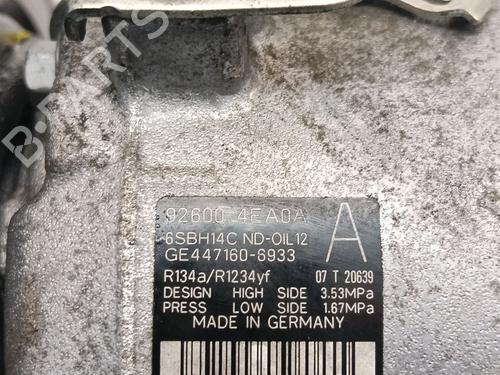 B-PARTS
92600 4EA0A
A
6SBH14C ND-OIL12
GE447160-6933
R134a/R1234yf 07 T 20639
DESIGN HIGH SIDE 3.53MPa
PRESS LOW SIDE 1.67MPa
MADE IN GERMANY